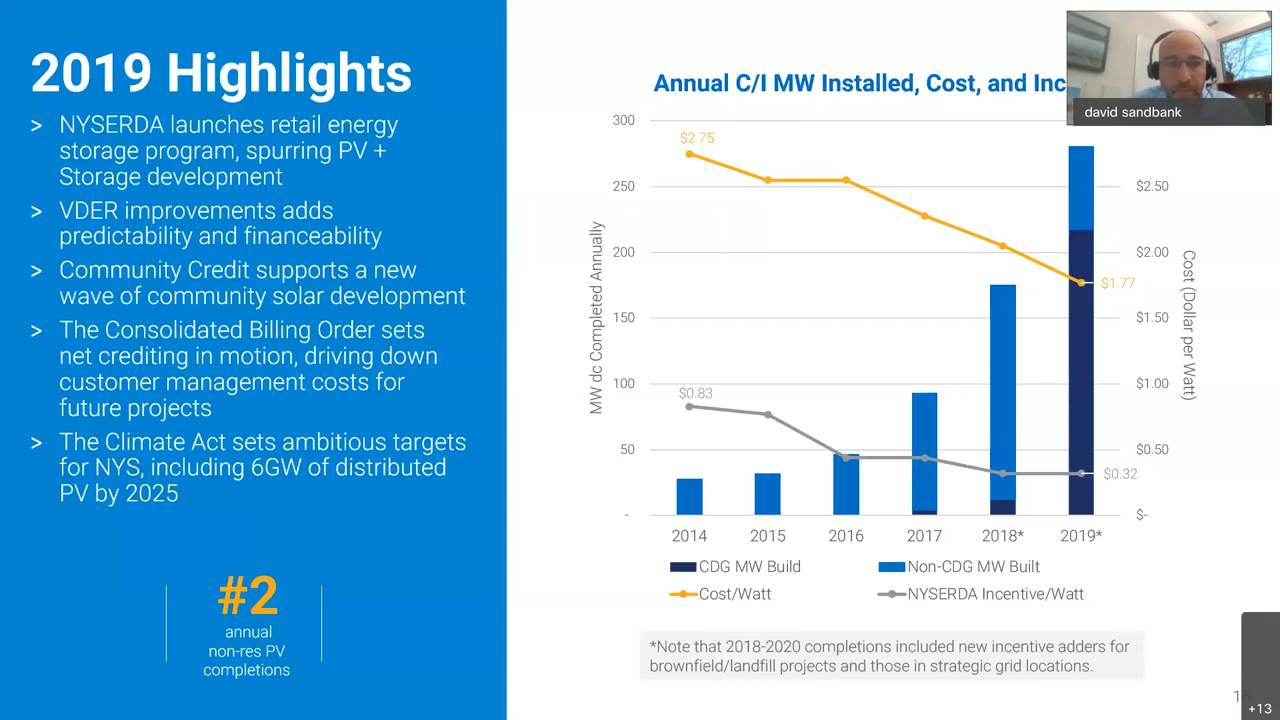 2019 Highlights
> NYSERDA launches retail energy
storage program, spurring PV +
Storage development
> VDER improvements adds
predictability and financeability
> Community Credit supports a new
wave of community solar development
> The Consolidated Billing Order sets
net crediting in motion, driving down
customer management costs for
future projects
> The Climate Act sets ambitious targets
for NYS, including 6GW of distributed
PV by 2025
#2
annual
non-res PV
completions
Annual C/I MW Installed, Cost, and
david sandbank
MW dc Completed Annually
300
250
200
150
100
50
-
$2.75
$0.83
$1.77
$0.32
$2.50
$2.00
$1.50
$1.00
$0.50
$-
Cost (Dollar per Watt)
2014 2015 2016 2017 2018* 2019*
CDG MW Build Non-CDG MW Built
Cost/Watt NYSERDA Incentive/Watt
*Note that 2018-2020 completions included new incentive adders for
brownfield/landfill projects and those in strategic grid locations.
+13